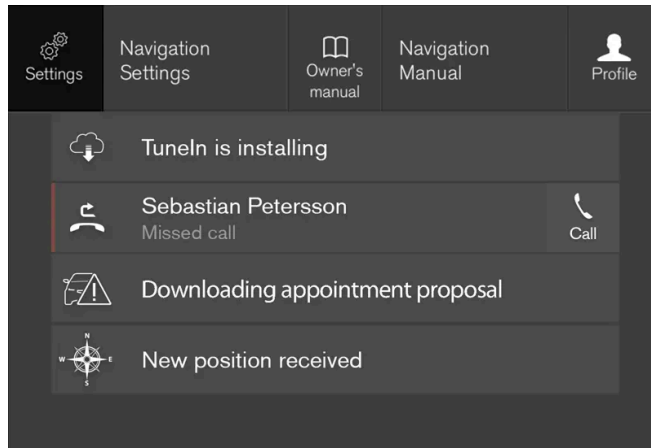 Settings
Navigation
Settings
Owner's
manual
Navigation
Manual
Profile
TuneIn is installing
Sebastian Petersson
Missed call
Call
Downloading appointment proposal
N
W
E
S
New position received